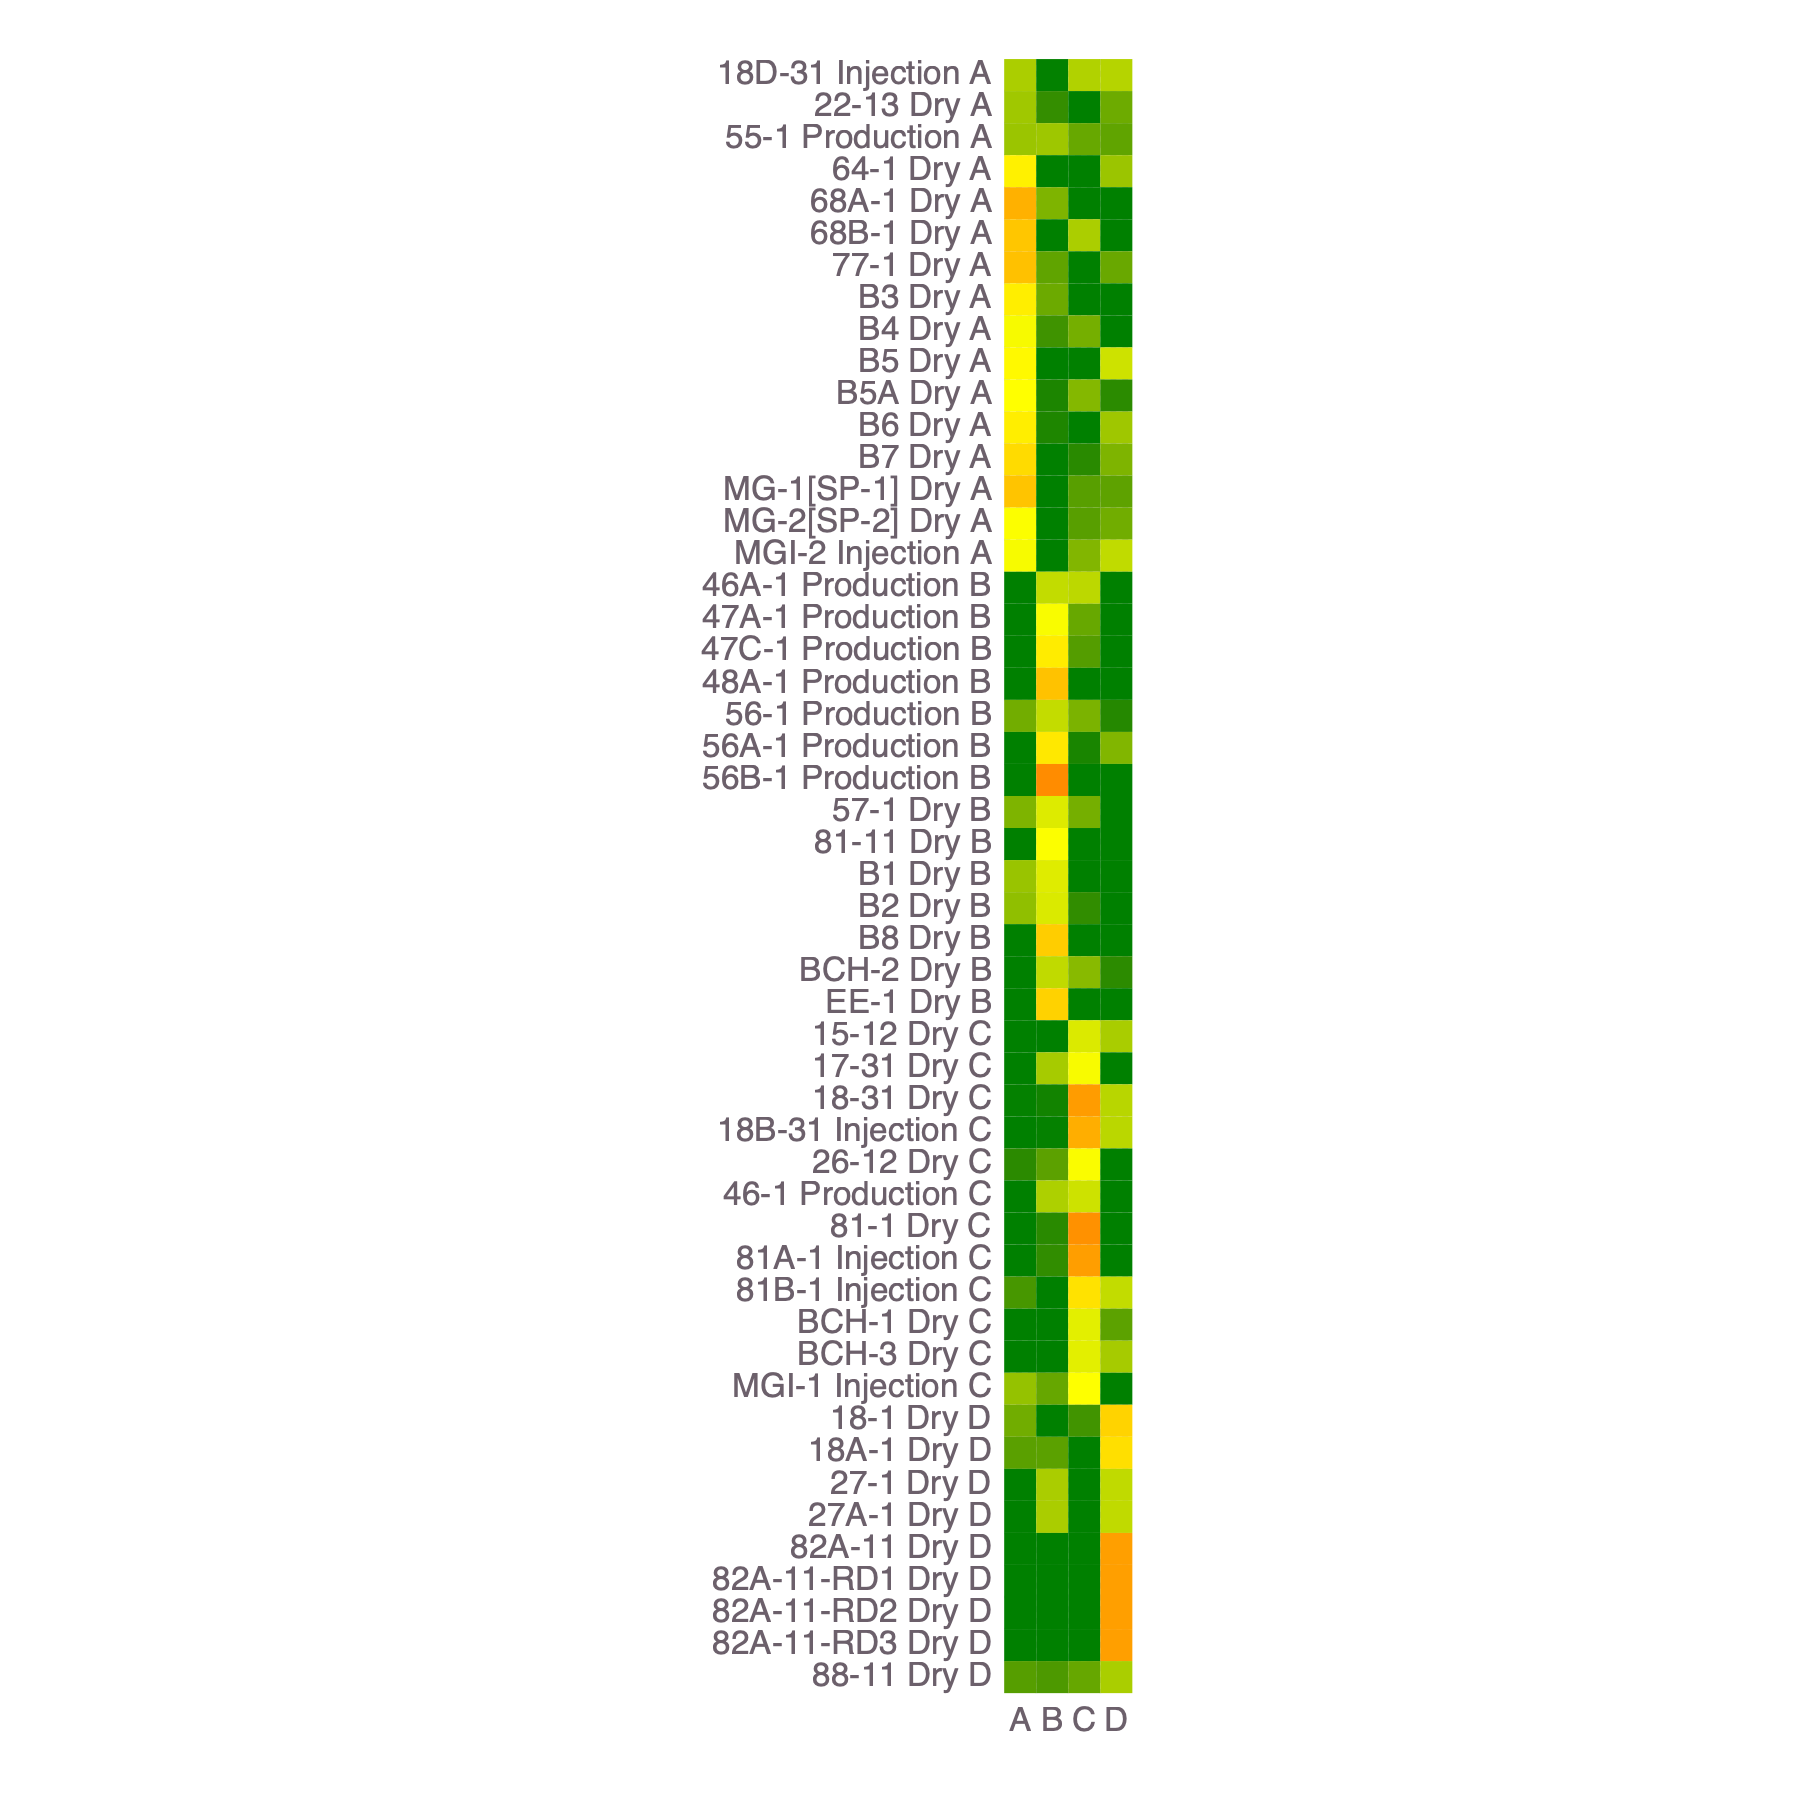 18D-31 Injection A
22-13 Dry A
55-1 Production A
64-1 Dry A
68A-1 Dry A
68B-1 Dry A
77-1 Dry A
B3 Dry A
B4 Dry A
B5 Dry A
B5A Dry A
B6 Dry A
B7 Dry A
MG-1[SP-1] Dry A
MG-2[SP-2] Dry A
MGI-2 Injection A
46A-1 Production B
47A-1 Production B
47C-1 Production B
48A-1 Production B
56-1 Production B
56A-1 Production B
56B-1 Production B
57-1 Dry B
81-11 Dry B
B1 Dry B
B2 Dry B
B8 Dry B
BCH-2 Dry B
EE-1 Dry B
15-12 Dry C
17-31 Dry C
18-31 Dry C
18B-31 Injection C
26-12 Dry C
46-1 Production C
81-1 Dry C
81A-1 Injection C
81B-1 Injection C
BCH-1 Dry C
BCH-3 Dry C
MGI-1 Injection C
18-1 Dry D
18A-1 Dry D
27-1 Dry D
27A-1 Dry D
82A-11 Dry D
82A-11-RD1 Dry D
82A-11-RD2 Dry D
82A-11-RD3 Dry D
88-11 Dry D
A B C D